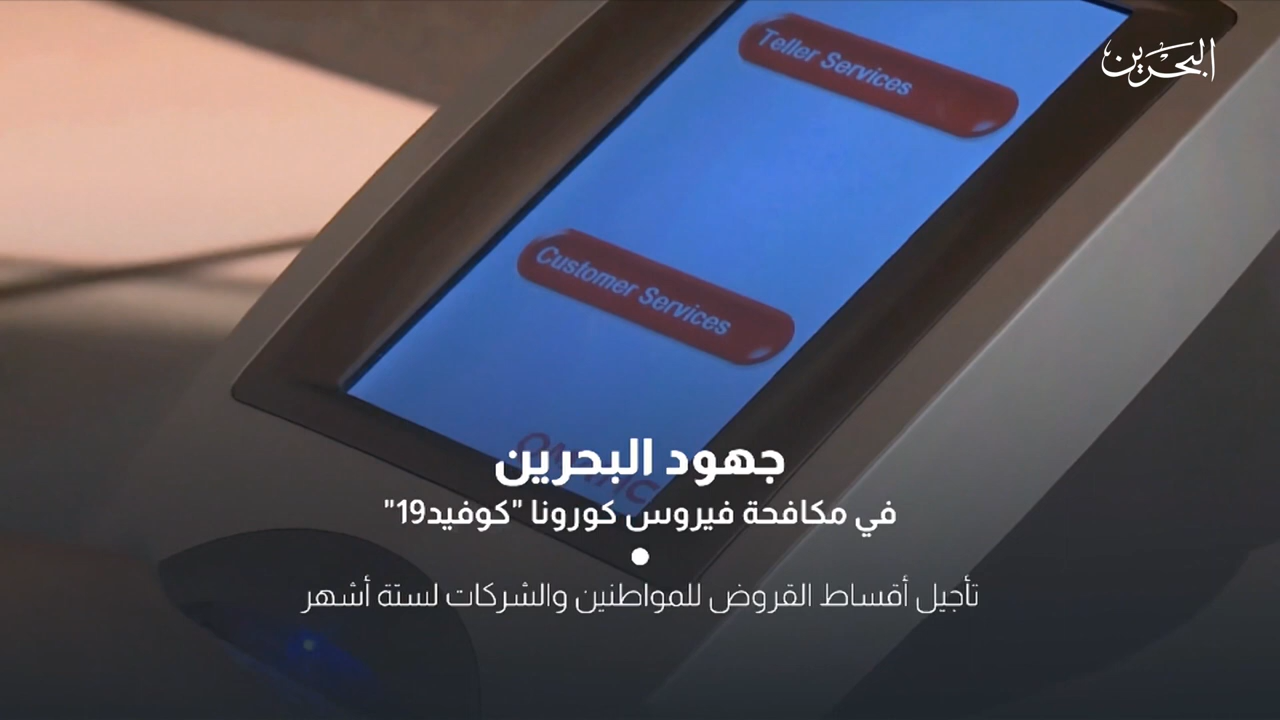 البحرين
Teller Services
Customer Services
جهود البحرين
في مكافحة فيروس كورونا "كوفيد19"
تأجيل أقساط القروض للمواطنين والشركات لستة أشهر